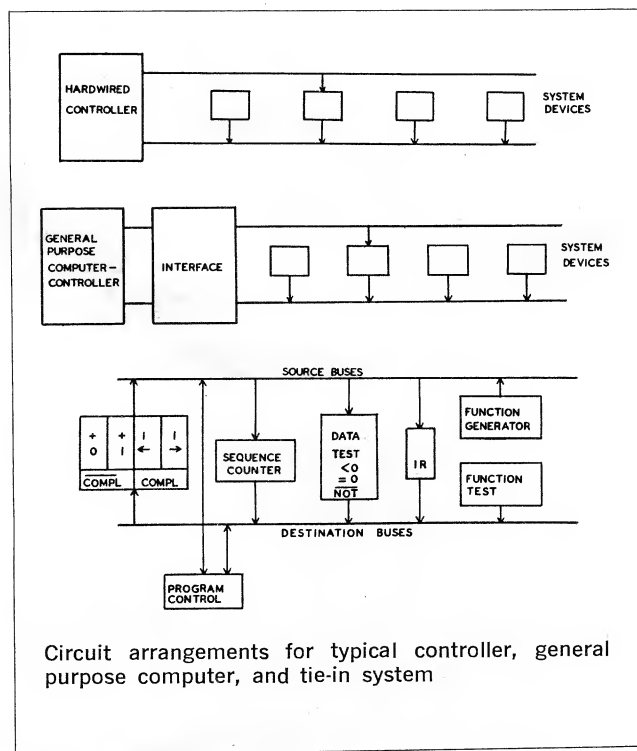 HARDWIRED
CONTROLLER
SYSTEM
DEVICES
GENERAL
PURPOSE
COMPUTER–
CONTROLLER
INTERFACE
SYSTEM
DEVICES
SOURCE BUSES
+ + 1 1
0 1 ← →
C̅O̅M̅P̅L̅ COMPL
SEQUENCE
COUNTER
DATA
TEST
<0
=0
N̅O̅T̅
IR
FUNCTION
GENERATOR
FUNCTION
TEST
DESTINATION BUSES
PROGRAM
CONTROL
Circuit arrangements for typical controller, general
purpose computer, and tie-in system